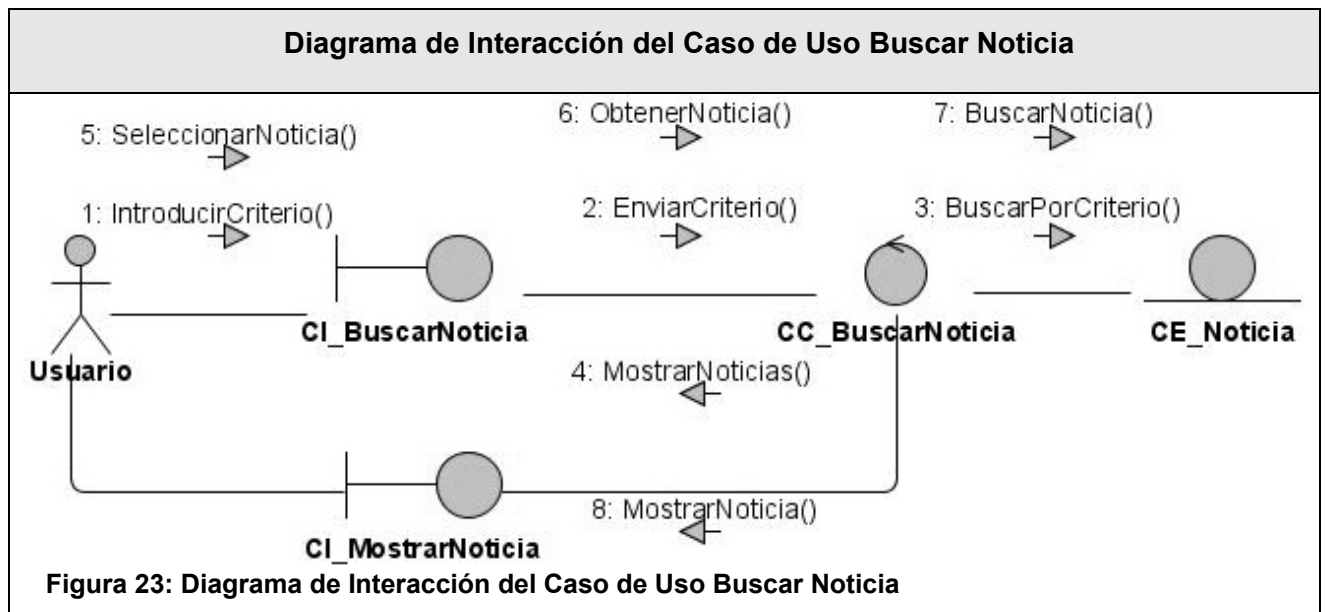 Diagrama de Interacción del Caso de Uso Buscar Noticia
6: ObtenerNoticia()
7: BuscarNoticia()
5: SeleccionarNoticia()
1: IntroducirCriterio()
2: EnviarCriterio()
3: BuscarPorCriterio()
CI_BuscarNoticia
CC_BuscarNoticia
CE_Noticia
Usuario
4: MostrarNoticias()
8: MostrarNoticia()
CI_MostrarNoticia
Figura 23: Diagrama de Interacción del Caso de Uso Buscar Noticia